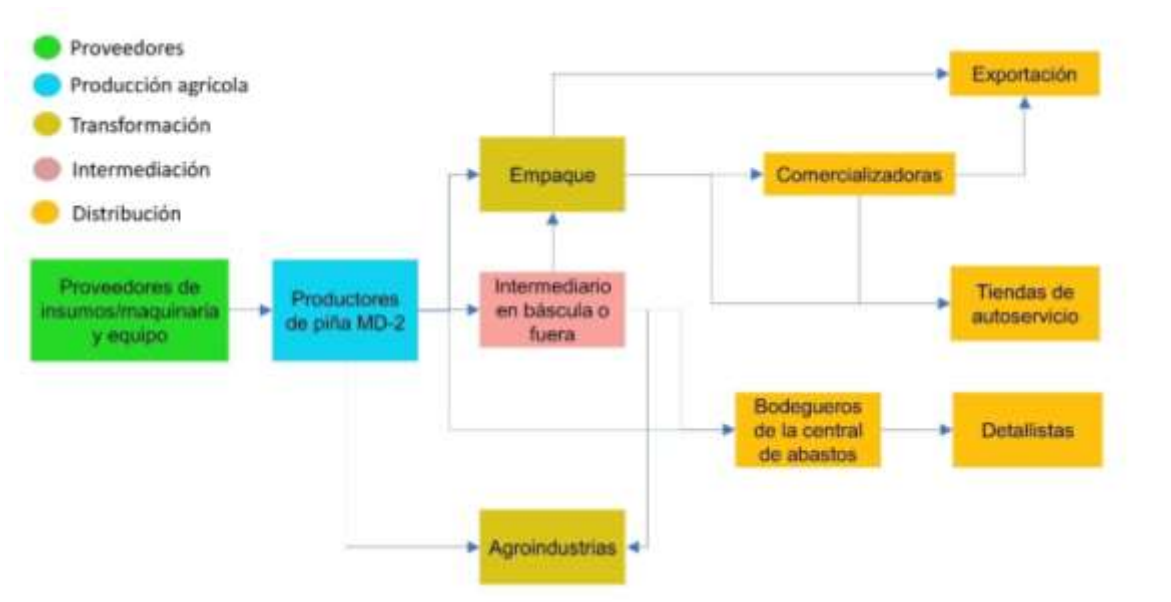 Proveedores
Producción agrícola
Transformación
Intermediación
Distribución
Exportación
Empaque
Comercializadoras
Proveedores de
insumos/maquinaria
y equipo
Productores
de piña MD-2
Intermediario
en báscula o
fuera
Tiendas de
autoservicio
Bodegueros
de la central
de abastos
Detallistas
Agroindustrias